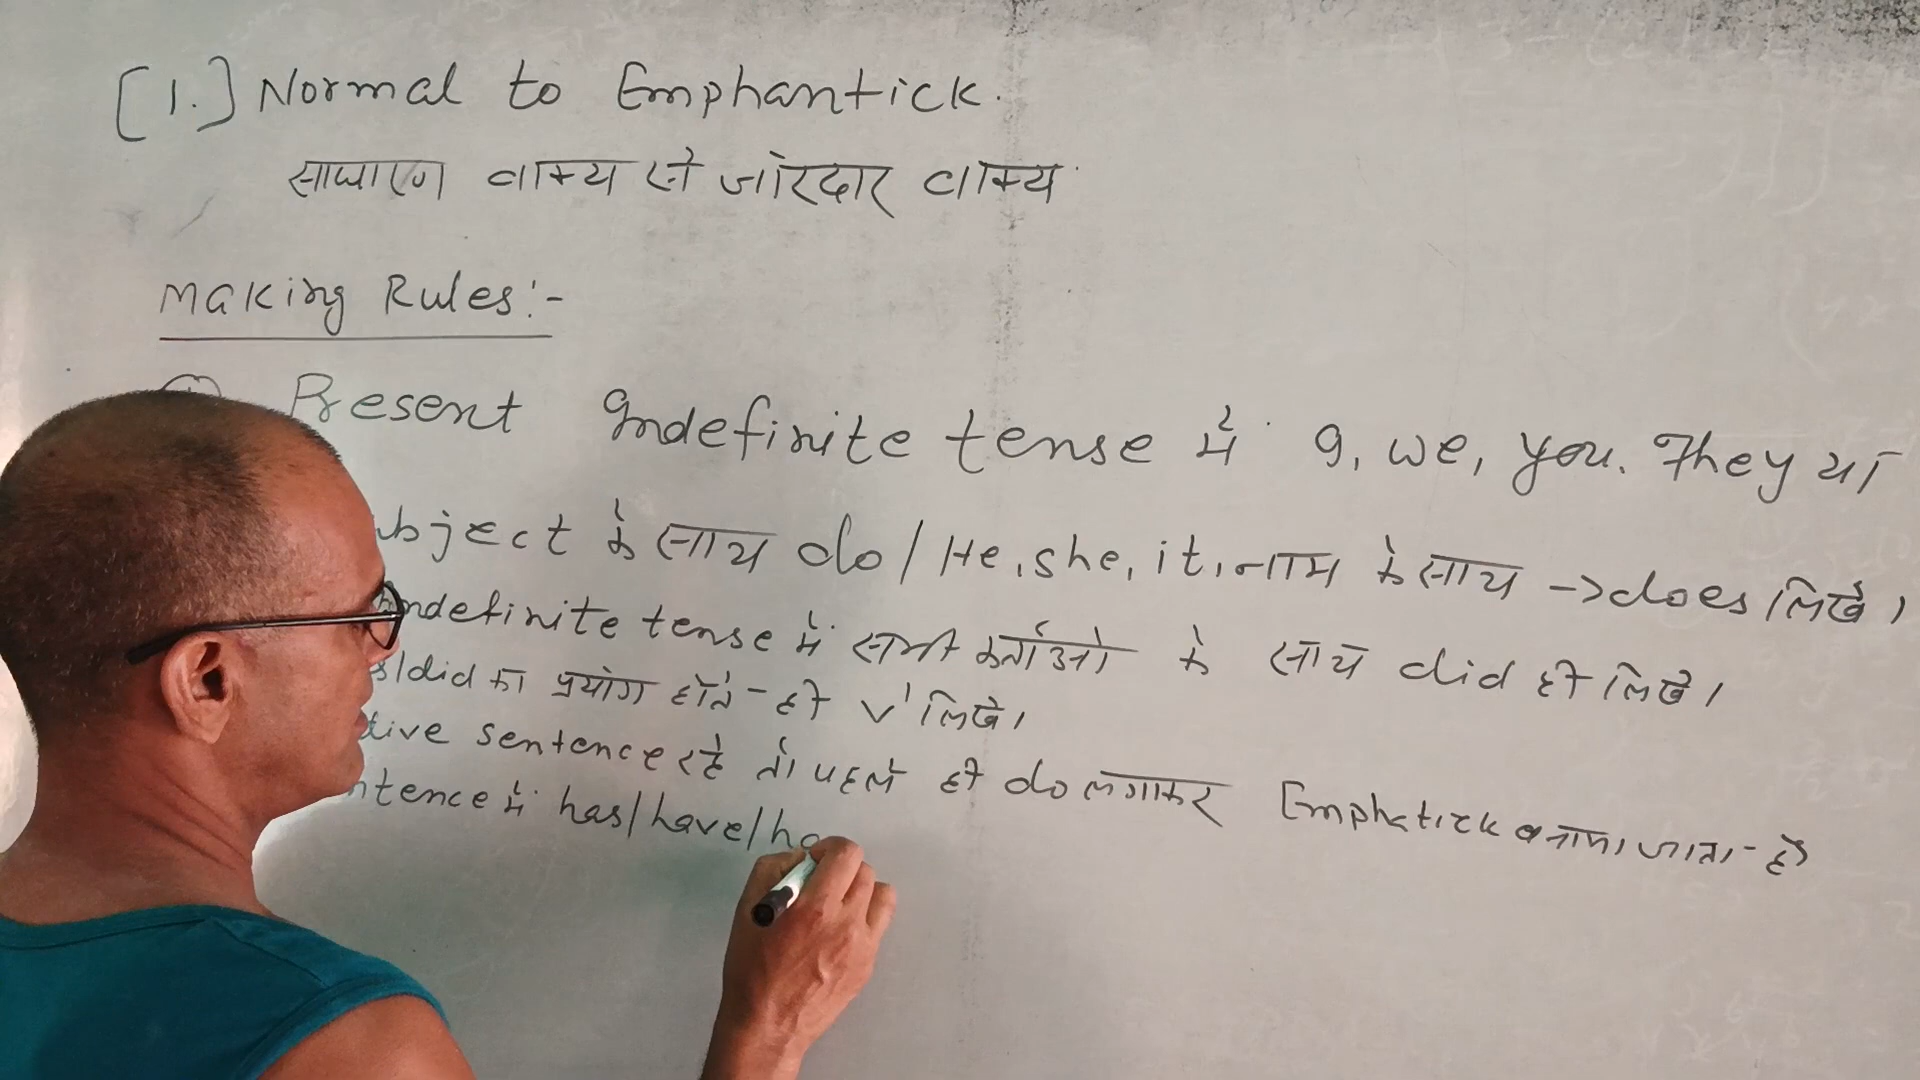 [1.] Normal to Emphantick.
साधारण वाक्य से जोरदार वाक्य
Making Rules:-
Present Indefinite tense में I, we, you. They या
ubject के साथ do / He, she, it, नाम के साथ -> does लिखें।
Indefinite tense में सभी कर्ताओं के साथ did ही लिखें।
s/did का प्रयोग होते ही V' लिखें।
tive sentence रहे तो पहले ही do लगाकर Emphatick बनाया जाता है
ntence में has/have/ha